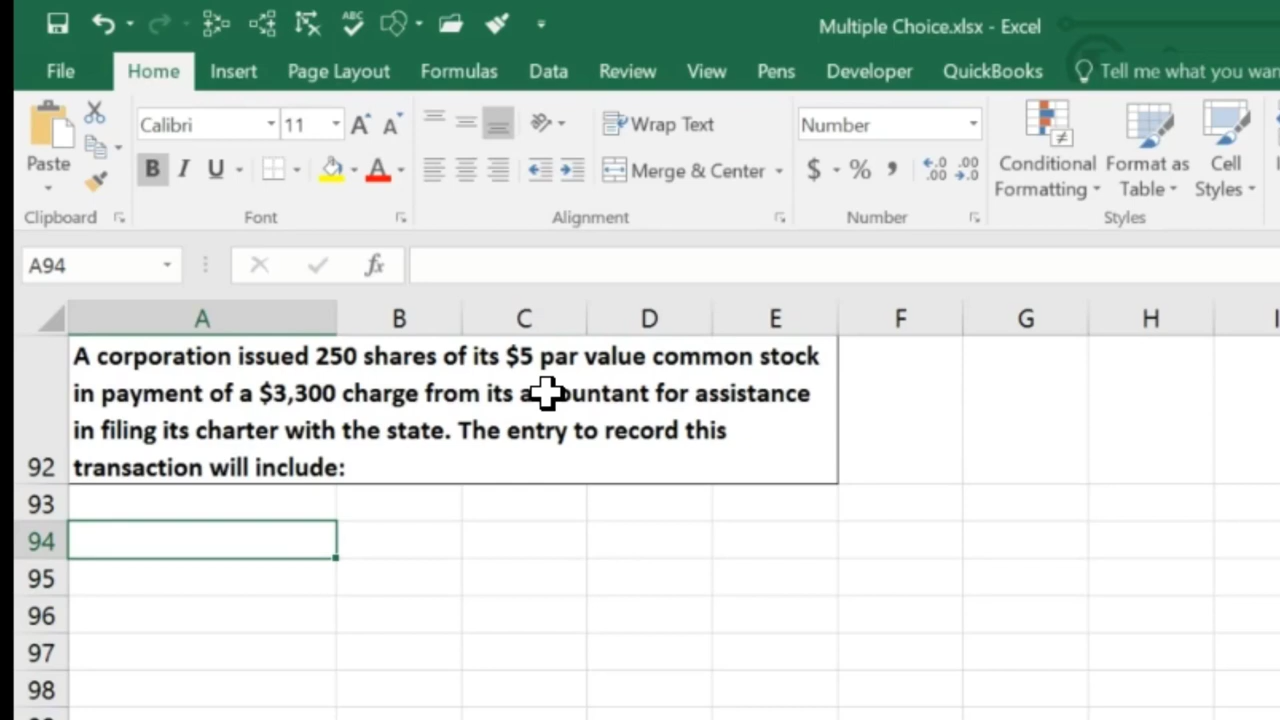 Multiple Choice.xlsx - Excel
File Home Insert Page Layout Formulas Data Review View Pens Developer QuickBooks Tell me what you wan
Calibri 11 Wrap Text Number
Paste B I U Merge & Center $ % Conditional Formatting Format as Table Cell Styles
Clipboard Font Alignment Number Styles
A94 fx
A B C D E F G H I
A corporation issued 250 shares of its $5 par value common stock
in payment of a $3,300 charge from its for assistance
in filing its charter with the state. The entry to record this
92 transaction will include:
93
94
95
96
97
98